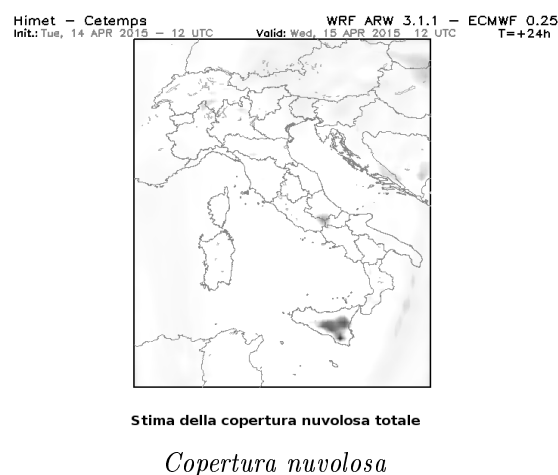 Himet – Cetemps WRF ARW 3.1.1 – ECMWF 0.25
Init.: Tue, 14 APR 2015 – 12 UTC Valid: Wed, 15 APR 2015 12 UTC T=+24h
Stima della copertura nuvolosa totale
Copertura nuvolosa